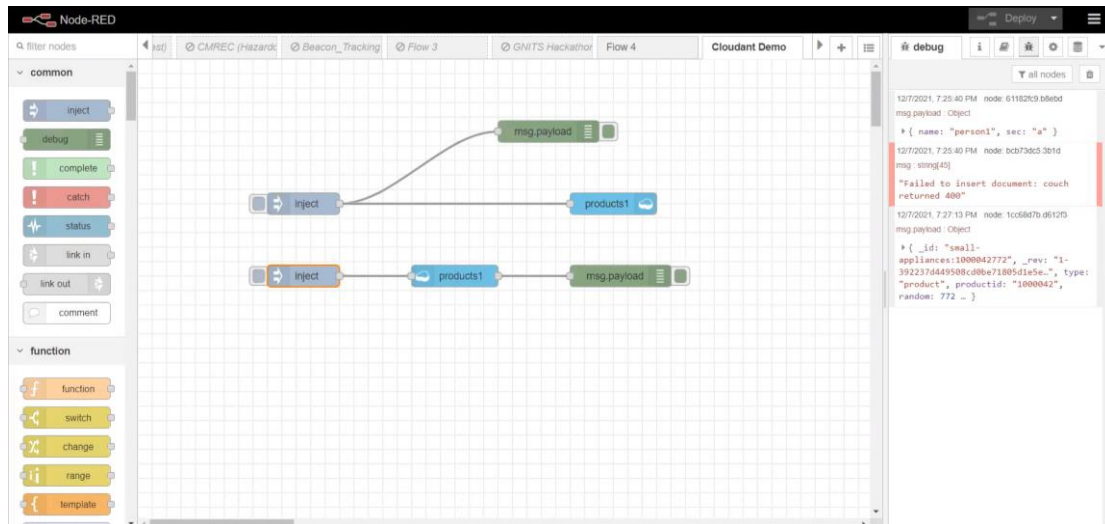 Node-RED
Deploy
filter nodes
CMREC (Hazard
Beacon_Tracking
Flow 3
GNITS Hackathor
Flow 4
Cloudant Demo
common
inject
debug
complete
catch
status
link in
link out
comment
function
function
switch
change
range
template
msg.payload
inject
products1
inject
products1
msg.payload
debug
i
all nodes
12/7/2021, 7:25:40 PM node: 61182fc9.b8ebd
msg.payload : Object
{ name: "person1", sec: "a" }
12/7/2021, 7:25:40 PM node: bcb73dc5.3b1d
msg : string[45]
"Failed to insert document: couch
returned 400"
12/7/2021, 7:27:13 PM node: 1cc68d7b.d612f3
msg.payload : Object
{ _id: "small-
appliances:1000042772", _rev: "1-
392237d449508cd0be71805d1e5e…", type:
"product", productid: "1000042",
random: 772 … }